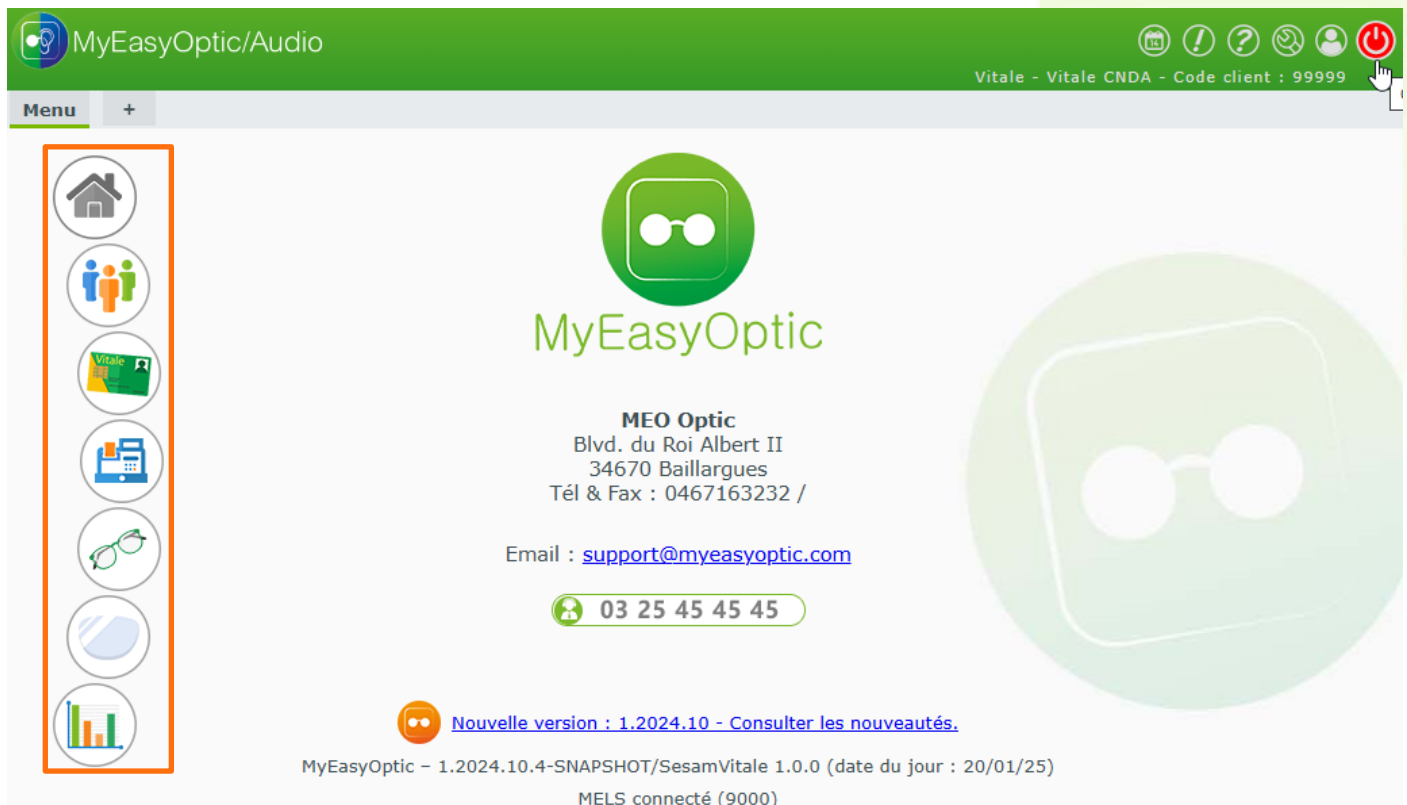 MyEasyOptic/Audio
14
Vitale - Vitale CNDA - Code client : 99999
Menu +
Vitale
MyEasyOptic
MEO Optic
Blvd. du Roi Albert II
34670 Baillargues
Tél & Fax : 0467163232 /
Email : support@myeasyoptic.com
03 25 45 45 45
Nouvelle version : 1.2024.10 - Consulter les nouveautés.
MyEasyOptic – 1.2024.10.4-SNAPSHOT/SesamVitale 1.0.0 (date du jour : 20/01/25)
MELS connecté (9000)